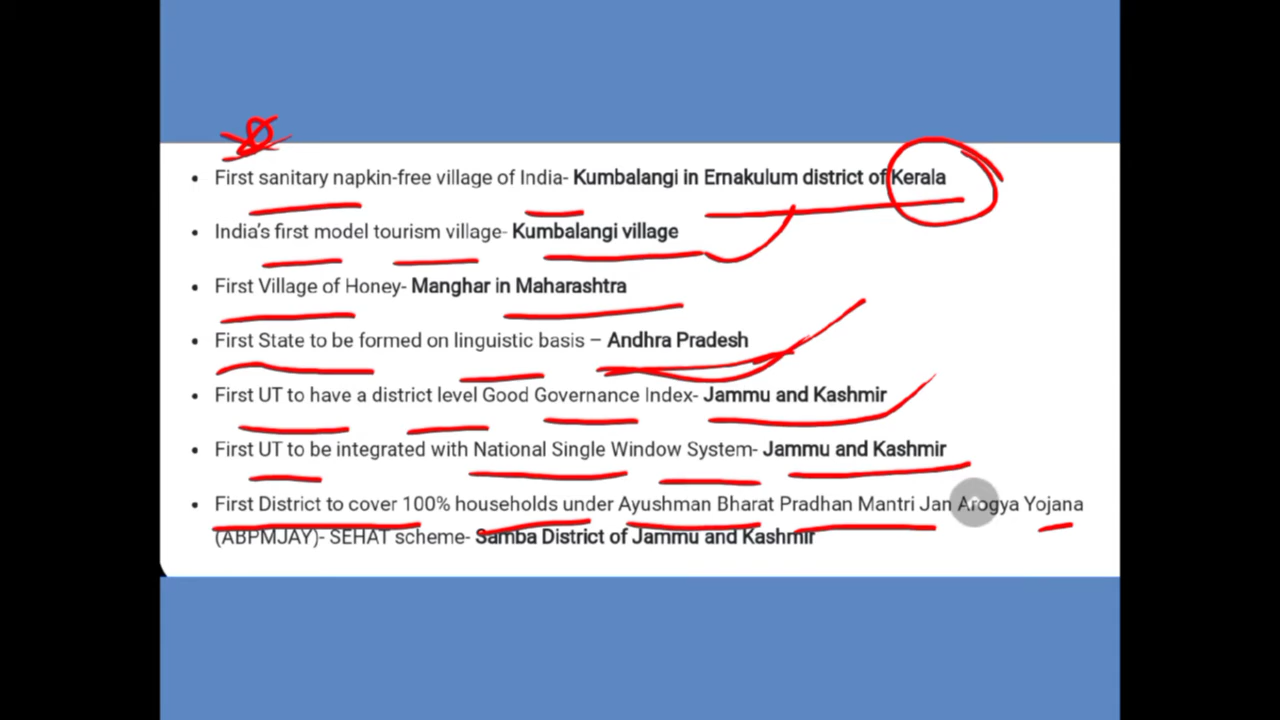 • First sanitary napkin-free village of India- Kumbalangi in Ernakulum district of Kerala
• India's first model tourism village- Kumbalangi village
• First Village of Honey- Manghar in Maharashtra
• First State to be formed on linguistic basis – Andhra Pradesh
• First UT to have a district level Good Governance Index- Jammu and Kashmir
• First UT to be integrated with National Single Window System- Jammu and Kashmir
• First District to cover 100% households under Ayushman Bharat Pradhan Mantri Jan Arogya Yojana
(ABPMJAY)- SEHAT scheme- Samba District of Jammu and Kashmir